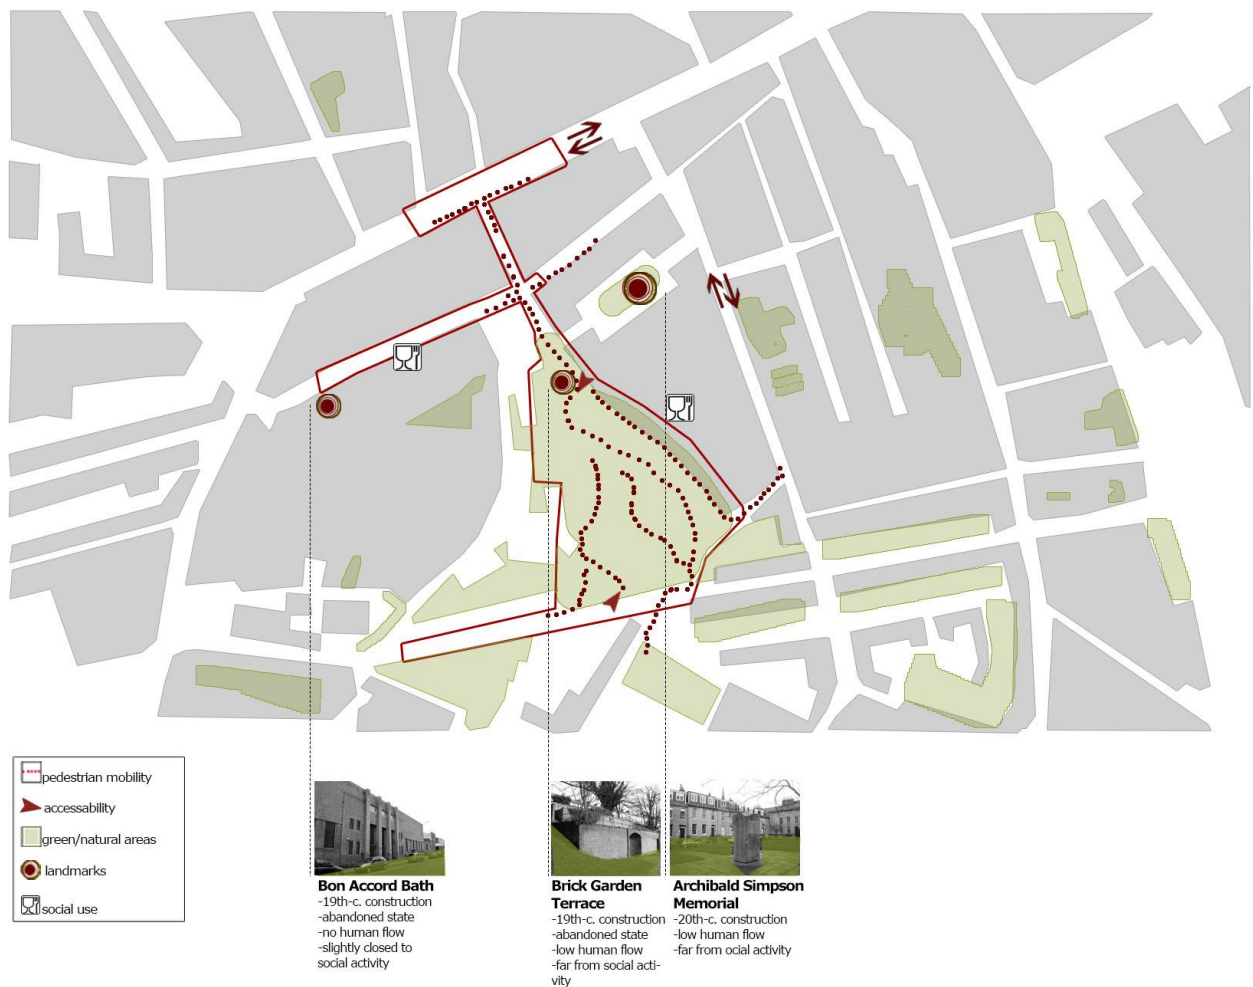 pedestrian mobility
accessability
green/natural areas
landmarks
social use
Bon Accord Bath
-19th-c. construction
-abandoned state
-no human flow
-slightly closed to
social activity
Brick Garden
Terrace
-19th-c. construction
-abandoned state
-low human flow
-far from social acti-
vity
Archibald Simpson
Memorial
-20th-c. construction
-low human flow
-far from ocial activity